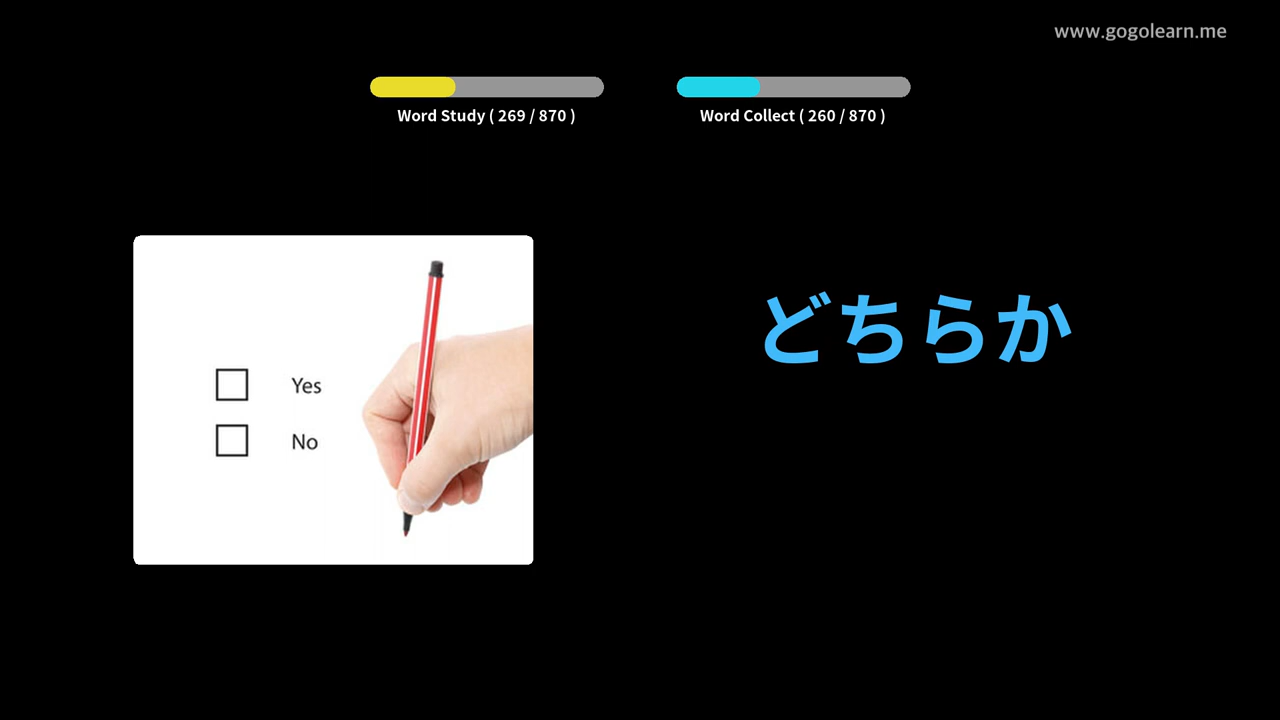 www.gogolearn.me
Word Study ( 269 / 870 )
Word Collect ( 260 / 870 )
どちらか
Yes
No